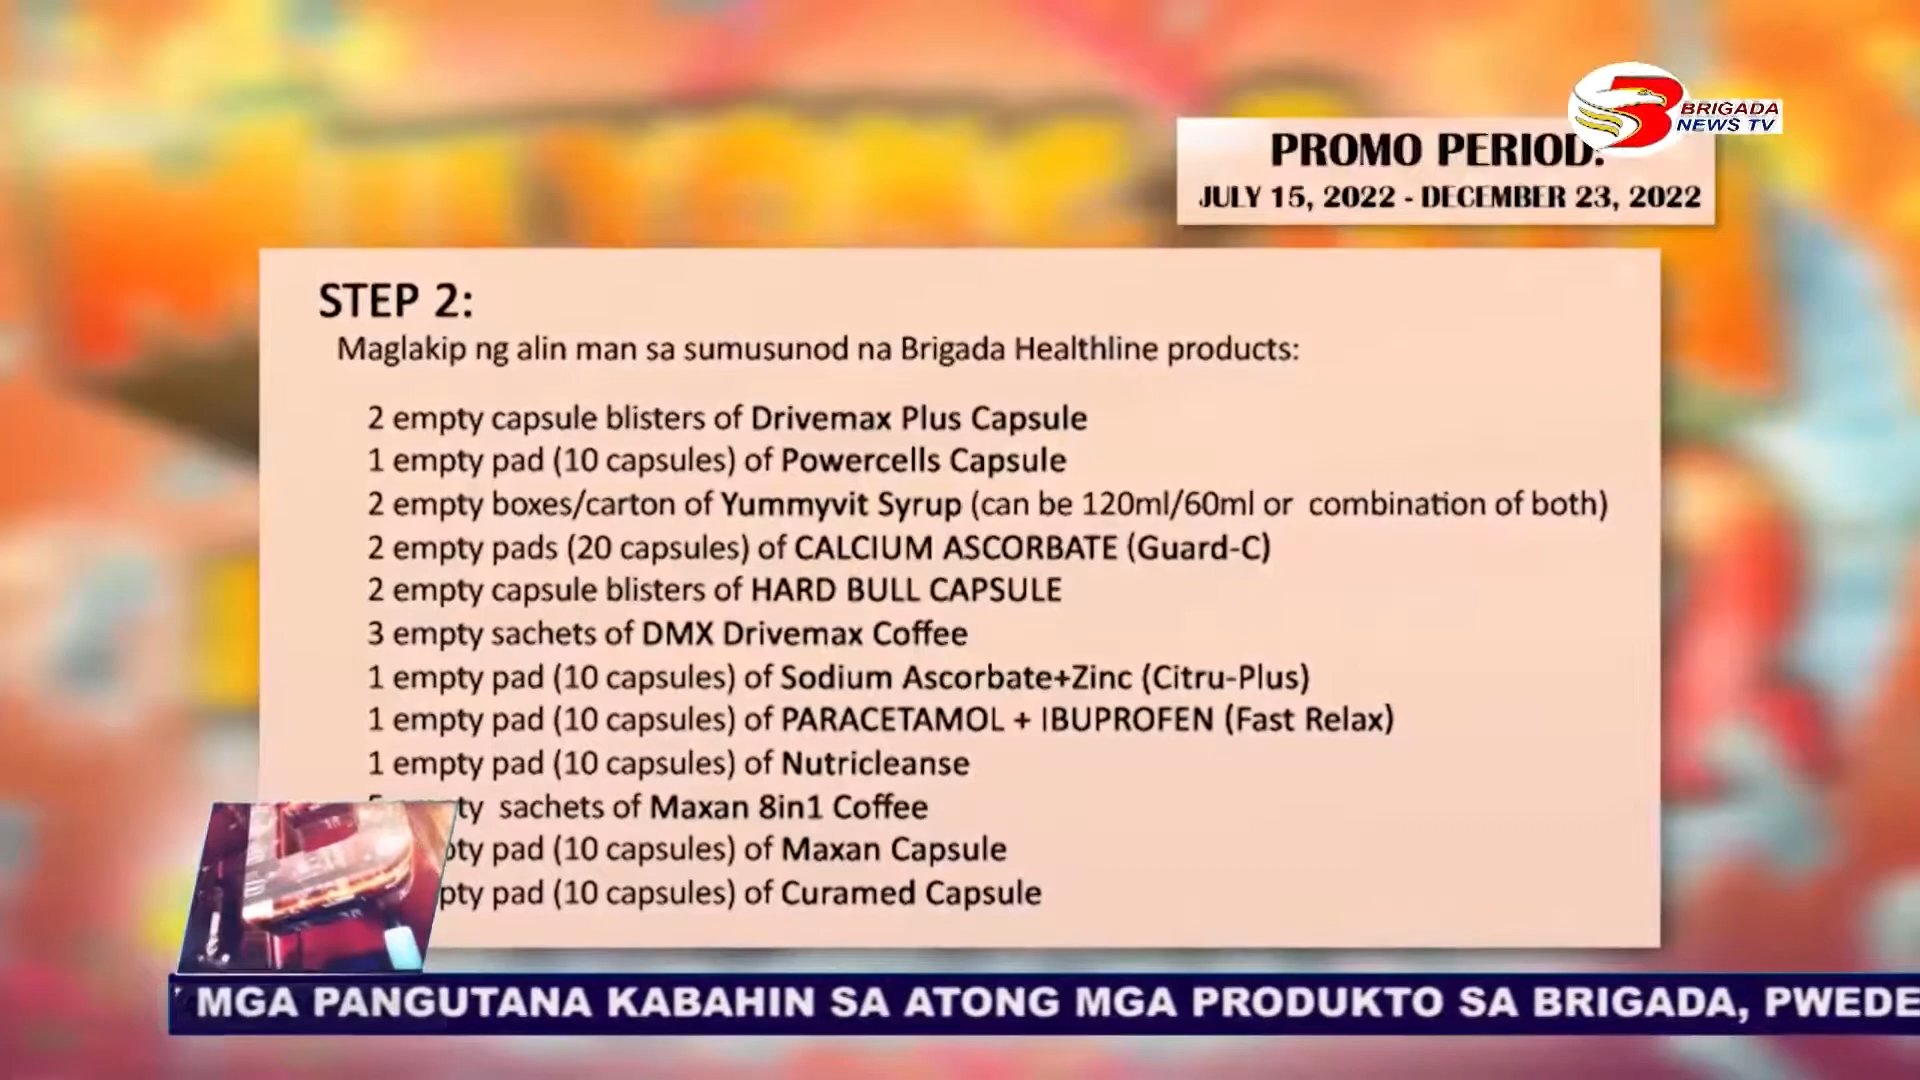 BRIGADA
NEWS TV
PROMO PERIOD:
JULY 15, 2022 - DECEMBER 23, 2022
STEP 2:
Maglakip ng alin man sa sumusunod na Brigada Healthline products:
2 empty capsule blisters of Drivemax Plus Capsule
1 empty pad (10 capsules) of Powercells Capsule
2 empty boxes/carton of Yummyvit Syrup (can be 120ml/60ml or combination of both)
2 empty pads (20 capsules) of CALCIUM ASCORBATE (Guard-C)
2 empty capsule blisters of HARD BULL CAPSULE
3 empty sachets of DMX Drivemax Coffee
1 empty pad (10 capsules) of Sodium Ascorbate+Zinc (Citru-Plus)
1 empty pad (10 capsules) of PARACETAMOL + IBUPROFEN (Fast Relax)
1 empty pad (10 capsules) of Nutricleanse
sachets of Maxan 8in1 Coffee
pad (10 capsules) of Maxan Capsule
pad (10 capsules) of Curamed Capsule
MGA PANGUTANA KABAHIN SA ATONG MGA PRODUKTO SA BRIGADA, PWEDE